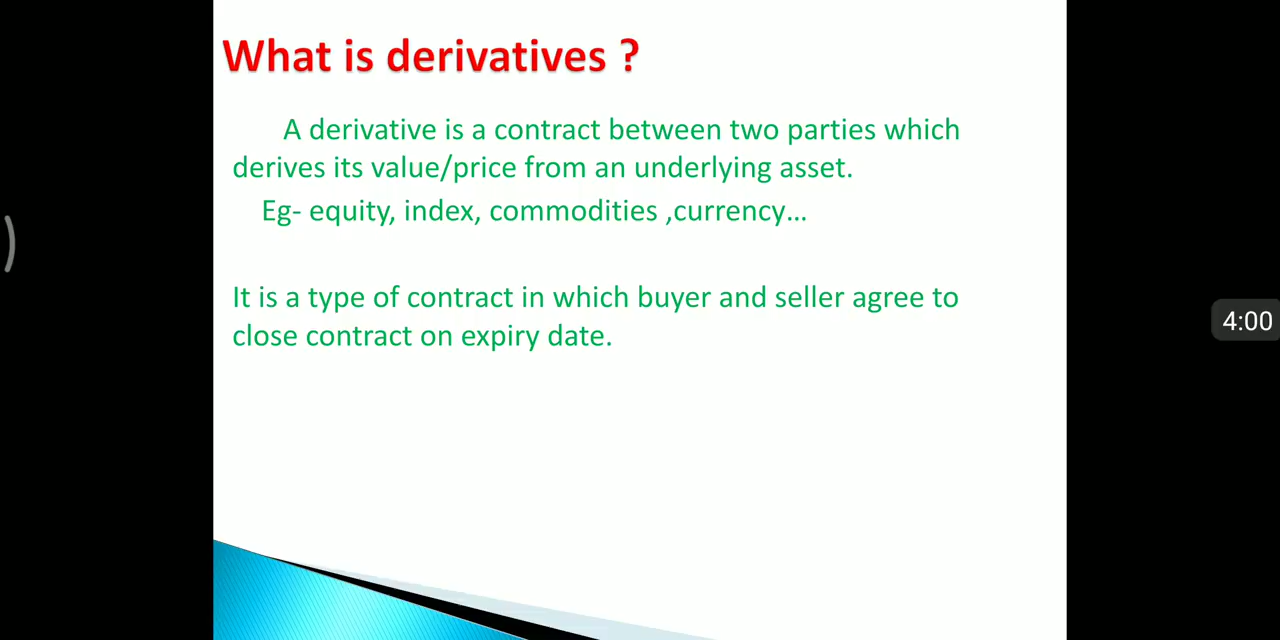 What is derivatives ?
A derivative is a contract between two parties which
derives its value/price from an underlying asset.
Eg- equity, index, commodities ,currency...
It is a type of contract in which buyer and seller agree to
close contract on expiry date.
4:00